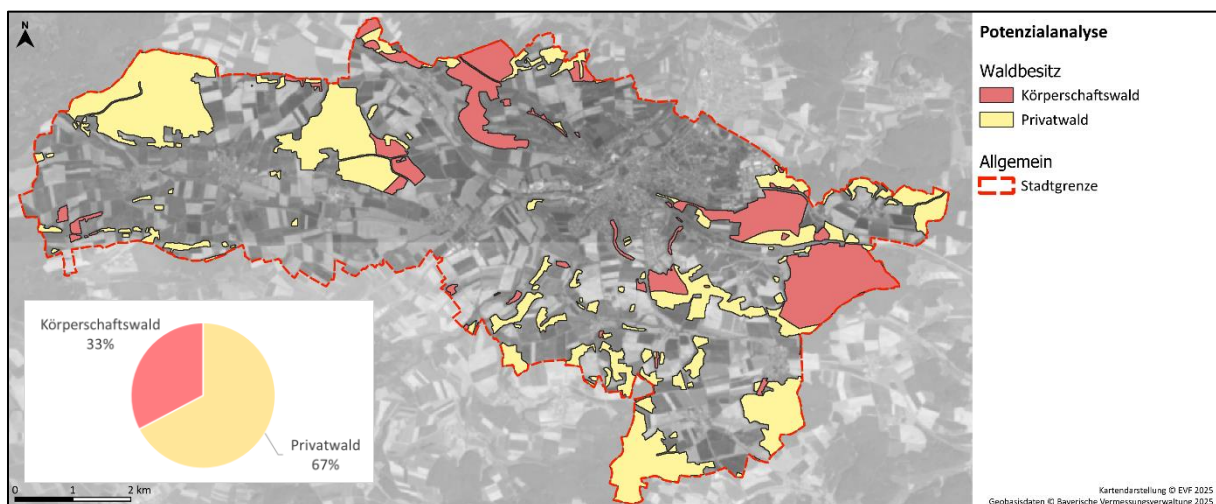 N
Potenzialanalyse
Waldbesitz
Körperschaftswald
Privatwald
Allgemein
Stadtgrenze
Körperschaftswald
33%
Privatwald
67%
0 1 2 km
Kartendarstellung © EVF 2025
Geobasisdaten © Bayerische Vermessungsverwaltung 2025